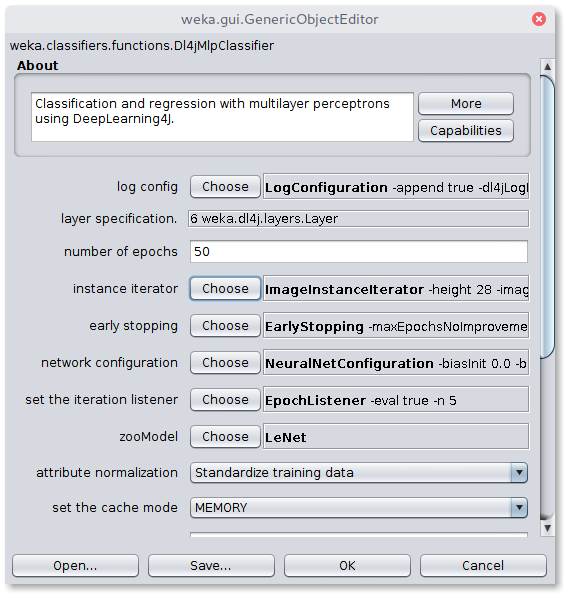 weka.gui.GenericObjectEditor
weka.classifiers.functions.Dl4jMlpClassifier
About
Classification and regression with multilayer perceptrons
using DeepLearning4J.
More
Capabilities
log config Choose LogConfiguration -append true -dl4jLogl
layer specification. 6 weka.dl4j.layers.Layer
number of epochs 50
instance iterator Choose ImageInstanceIterator -height 28 -imag
early stopping Choose EarlyStopping -maxEpochsNoImproveme
network configuration Choose NeuralNetConfiguration -biasInit 0.0 -b
set the iteration listener Choose EpochListener -eval true -n 5
zooModel Choose LeNet
attribute normalization Standardize training data
set the cache mode MEMORY
Open... Save... OK Cancel